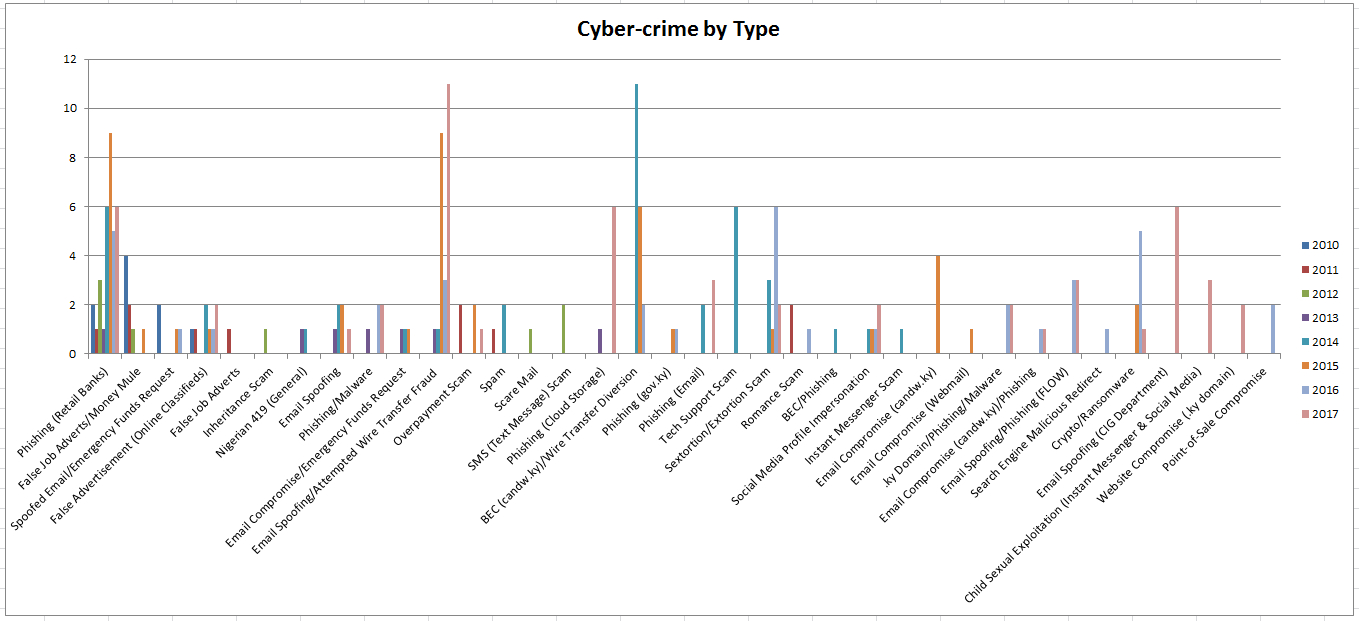 Cyber-crime by Type
12
10
8
6
4
2
0
Phishing (Retail Banks)
False Job Adverts/Money Mule
Spoofed Email/Emergency Funds Request
False Advertisement (Online Classifieds)
False Job Adverts
Inheritance Scam
Nigerian 419 (General)
Email Spoofing
Phishing/Malware
Email Compromise/Emergency Funds Request
Email Spoofing/Attempted Wire Transfer Fraud
Overpayment Scam
Spam
Scare Mail
SMS (Text Message) Scam
Phishing (Cloud Storage)
BEC (candw.ky)/Wire Transfer Diversion
Phishing (gov.ky)
Phishing (Email)
Tech Support Scam
Sextortion/Extortion Scam
Romance Scam
BEC/Phishing
Social Media Profile Impersonation
Instant Messenger Scam
Email Compromise (candw.ky)
Email Compromise (Webmail)
.ky Domain/Phishing/Malware
Email Compromise (candw.ky)/Phishing
Email Spoofing/Phishing (FLOW)
Search Engine Malicious Redirect
Crypto/Ransomware
Email Spoofing (CIG Department)
Child Sexual Exploitation (Instant Messenger & Social Media)
Website Compromise (.ky domain)
Point-of-Sale Compromise
2010
2011
2012
2013
2014
2015
2016
2017